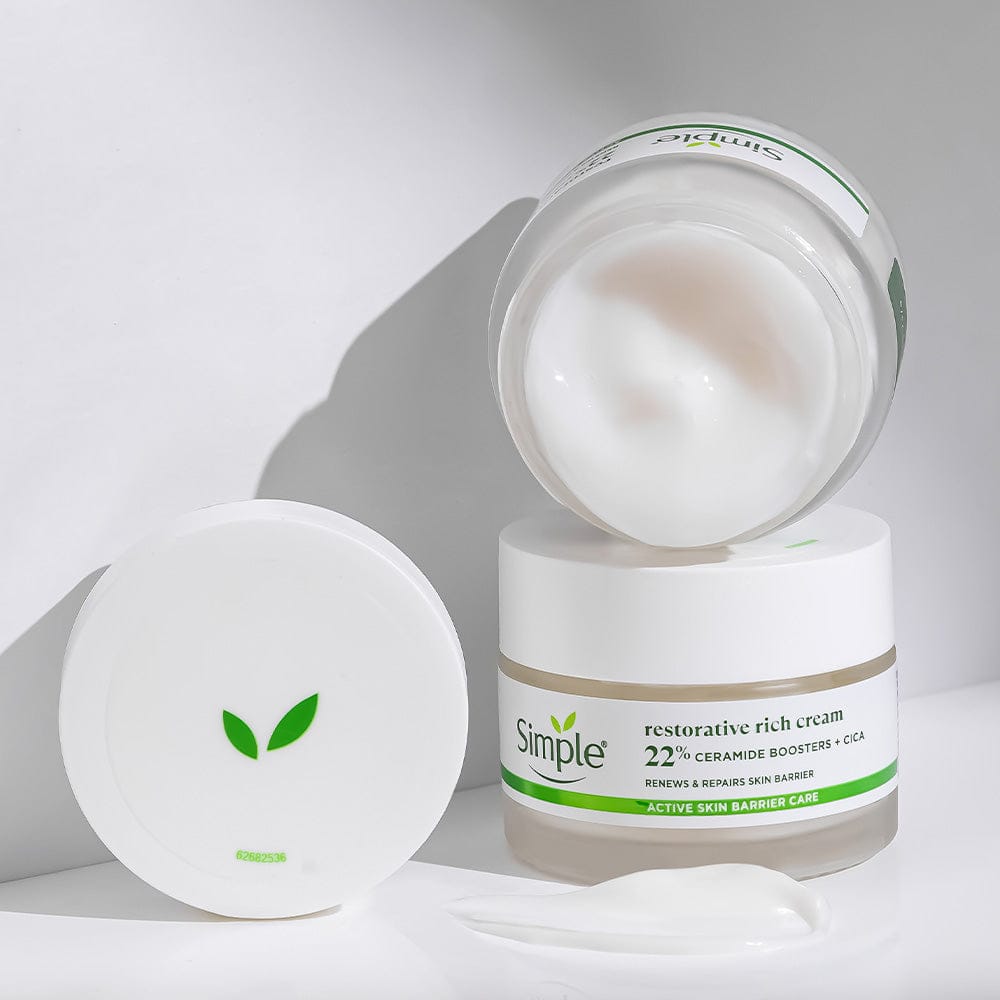 Simple
Simple®
restorative rich cream
22% CERAMIDE BOOSTERS + CICA
RENEWS & REPAIRS SKIN BARRIER
ACTIVE SKIN BARRIER CARE
62682536